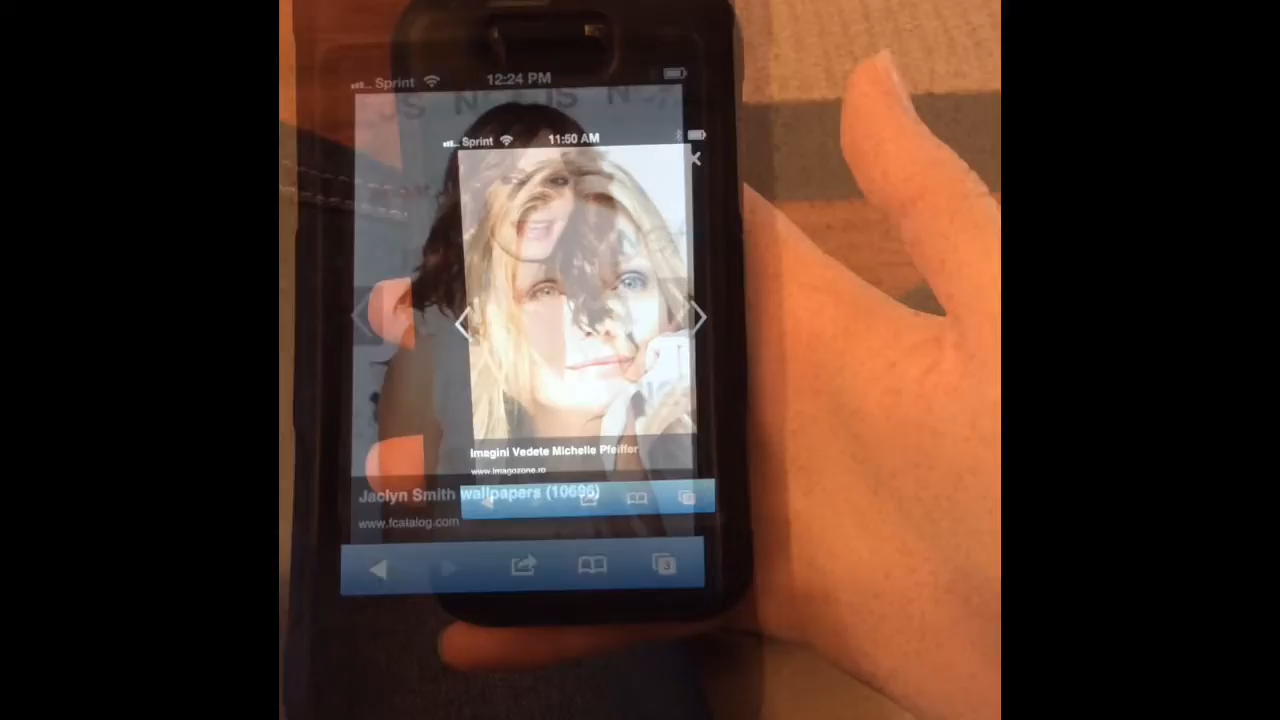 Sprint 12:24 PM
Sprint 11:50 AM
Imagini Vedete Michelle Pfeiffer
www.imagozone.ro
Jaclyn Smith wallpapers (10696)
www.fcatalog.com
3